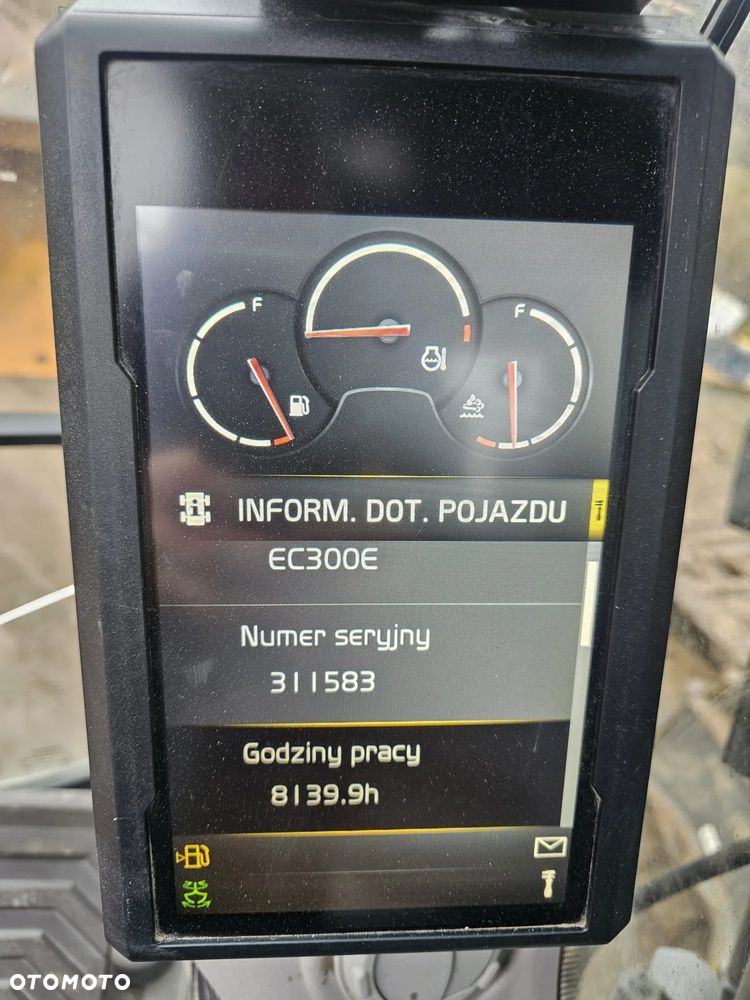 F
F
INFORM. DOT. POJAZDU
EC300E
Numer seryjny
311583
Godziny pracy
8139.9h
OTOMOTO